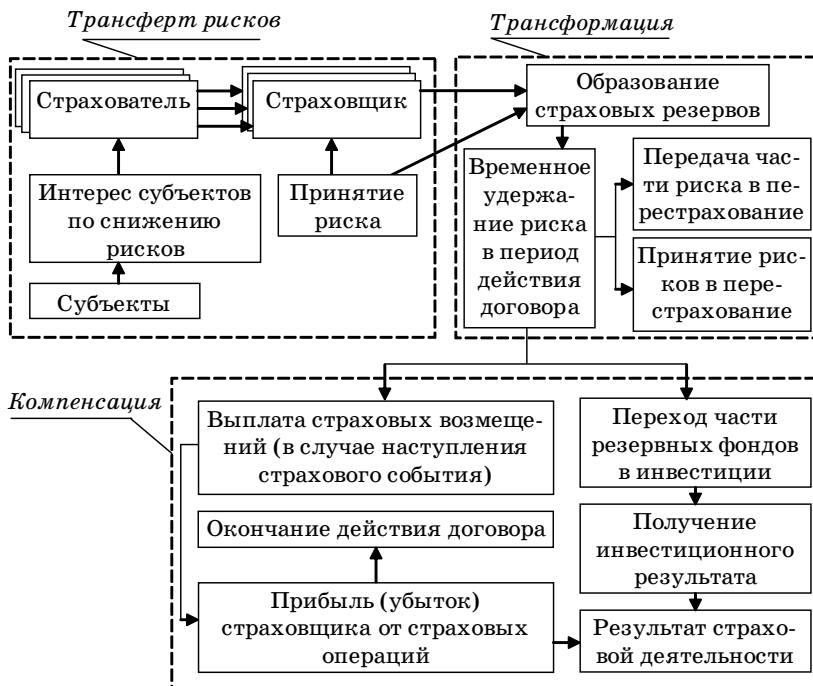 Трансферт рисков
Трансформация
Страхователь
Страховщик
Образование
страховых резервов
Интерес субъектов
по снижению
рисков
Принятие
риска
Субъекты
Временное
удержа-
ние риска
в период
действия
договора
Передача час-
ти риска в пе-
рестрахование
Принятие рис-
ков в пере-
страхование
Компенсация
Выплата страховых возмеще-
ний (в случае наступления
страхового события)
Переход части
резервных фондов
в инвестиции
Окончание действия договора
Получение
инвестиционного
результата
Прибыль (убыток)
страховщика от страховых
операций
Результат страхо-
вой деятельности